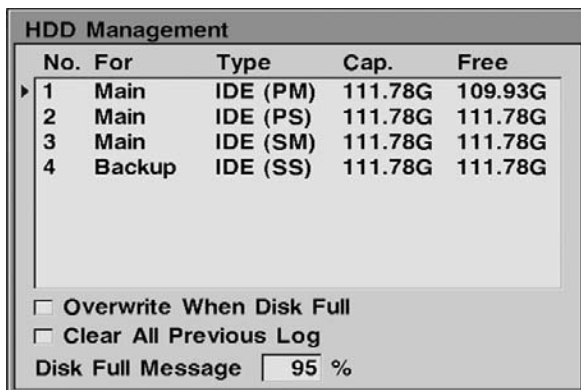 HDD Management
No. For Type Cap. Free
1 Main IDE (PM) 111.78G 109.93G
2 Main IDE (PS) 111.78G 111.78G
3 Main IDE (SM) 111.78G 111.78G
4 Backup IDE (SS) 111.78G 111.78G
Overwrite When Disk Full
Clear All Previous Log
Disk Full Message 95 %